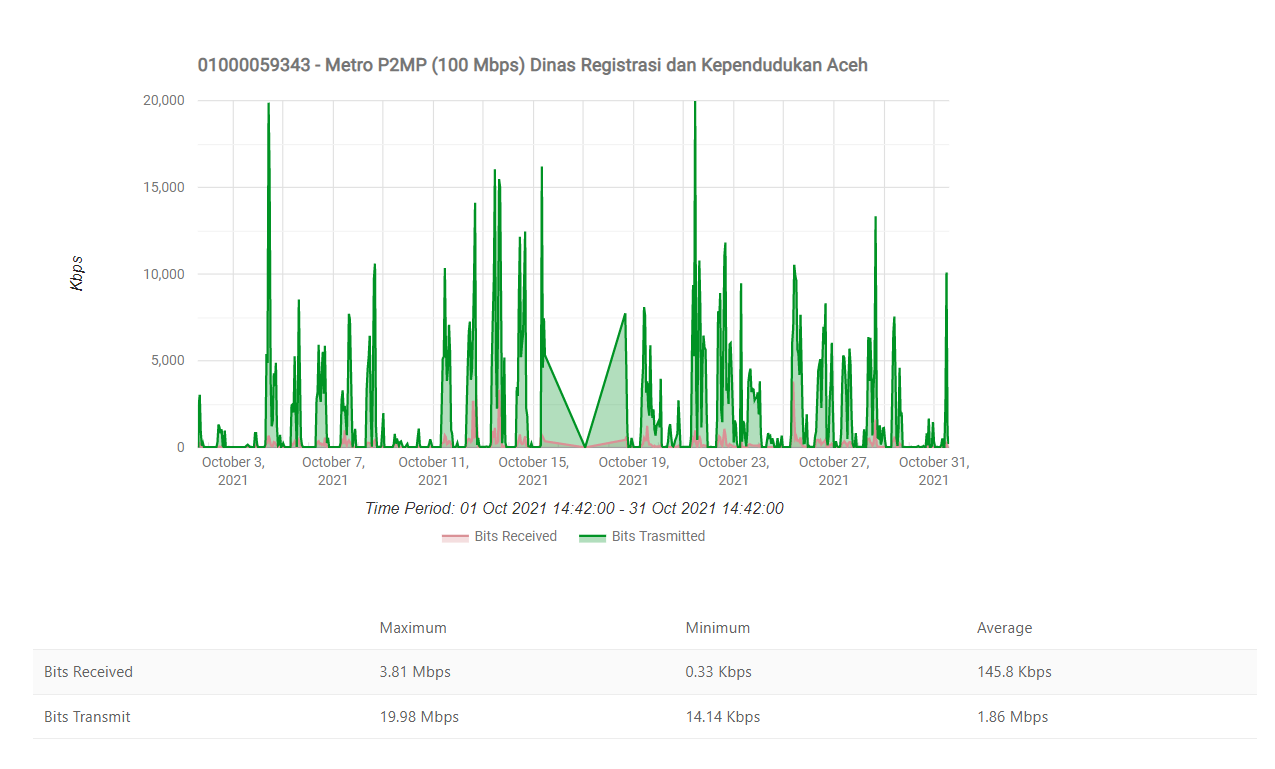 01000059343 - Metro P2MP (100 Mbps) Dinas Registrasi dan Kependudukan Aceh
20,000
15,000
10,000
5,000
0
Kbps
October 3, 2021
October 7, 2021
October 11, 2021
October 15, 2021
October 19, 2021
October 23, 2021
October 27, 2021
October 31, 2021
Time Period: 01 Oct 2021 14:42:00 - 31 Oct 2021 14:42:00
Bits Received Bits Trasmitted
Maximum Minimum Average
Bits Received 3.81 Mbps 0.33 Kbps 145.8 Kbps
Bits Transmit 19.98 Mbps 14.14 Kbps 1.86 Mbps